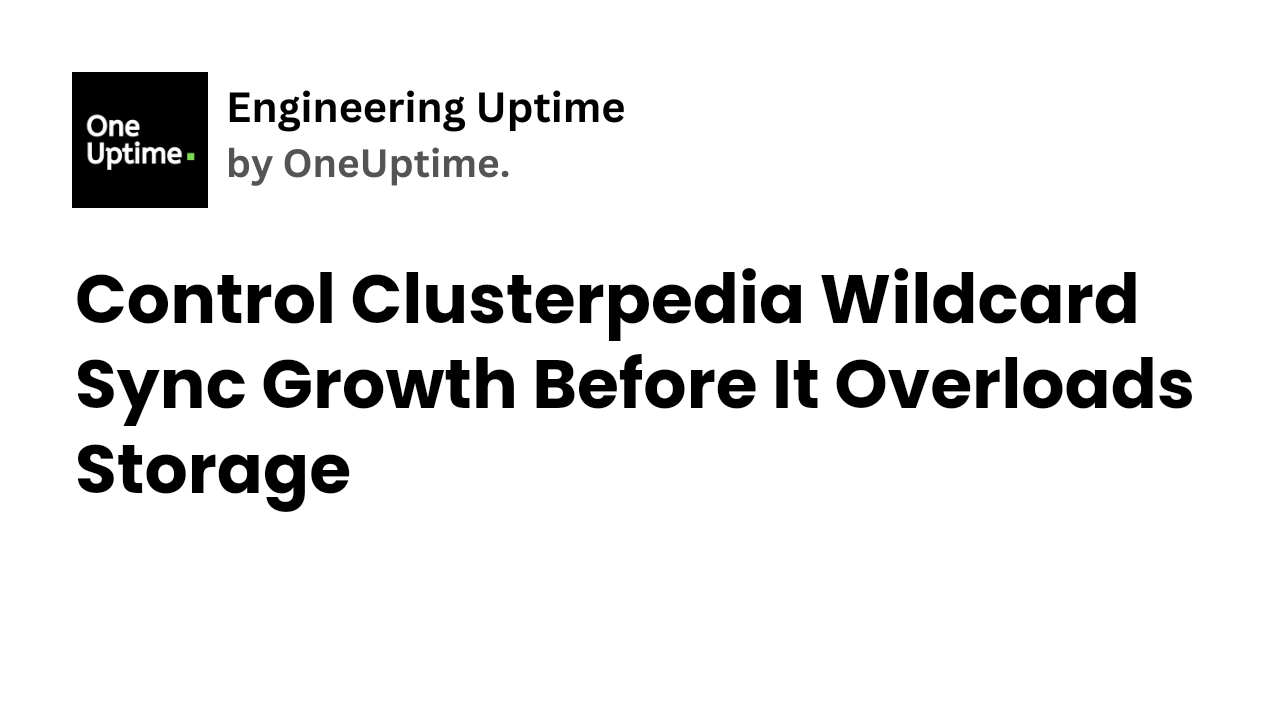 One
Uptime
Engineering Uptime
by OneUptime.
Control Clusterpedia Wildcard
Sync Growth Before It Overloads
Storage